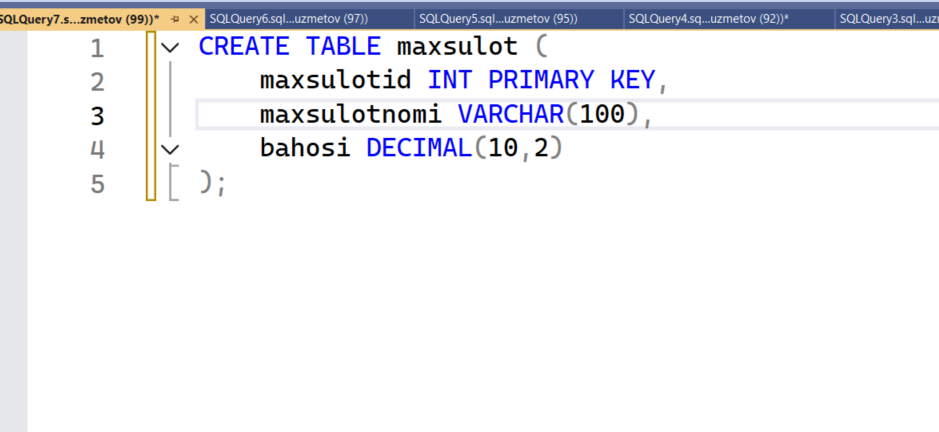 SQLQuery7.s...zmetov (99))* SQLQuery6.sql...uzmetov (97)) SQLQuery5.sql...uzmetov (95)) SQLQuery4.sq...uzmetov (92))* SQLQuery3.sql...uz
1 CREATE TABLE maxsulot (
2 maxsulotid INT PRIMARY KEY,
3 maxsulotnomi VARCHAR(100),
4 bahosi DECIMAL(10,2)
5 );